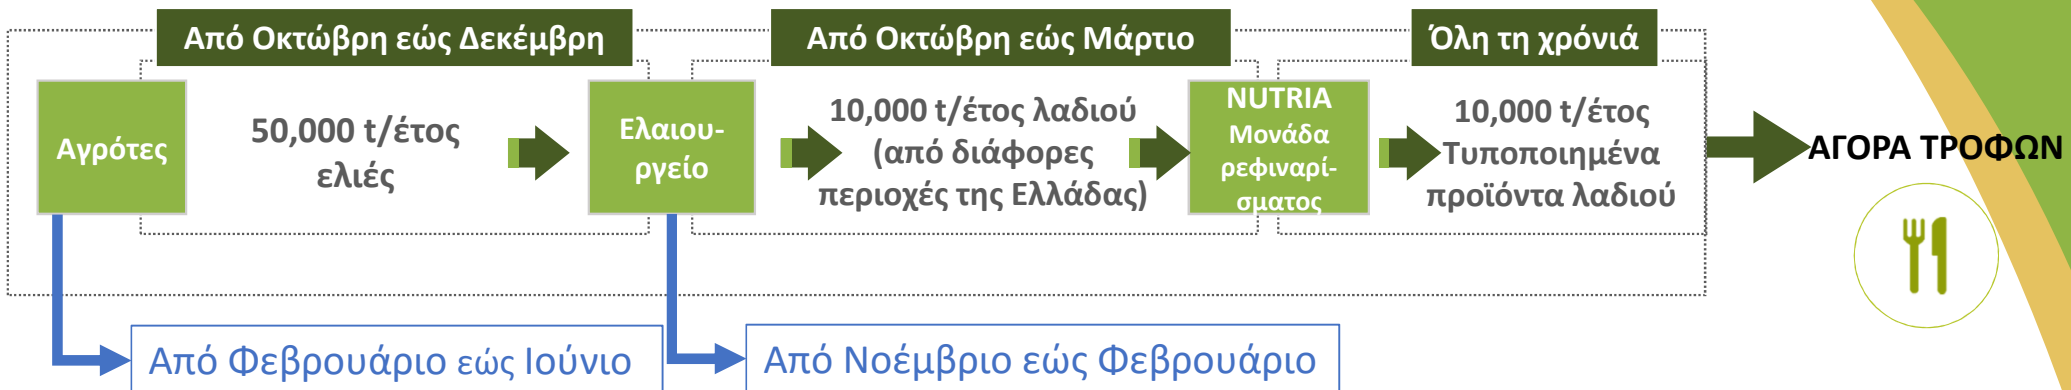 Από Οκτώβρη εώς Δεκέμβρη
Από Οκτώβρη εώς Μάρτιο
Όλη τη χρόνιά
Αγρότες
50,000 t/έτος
ελιές
Ελαιου-
ργείο
10,000 t/έτος λαδιού
(από διάφορες
περιοχές της Ελλάδας)
NUTRIA
Μονάδα
ρεφιναρί-
σματος
10,000 t/έτος
Τυποποιημένα
προϊόντα λαδιού
ΑΓΟΡΑ ΤΡΟΦΩΝ
Από Φεβρουάριο εώς Ιούνιο
Από Νοέμβριο εώς Φεβρουάριο